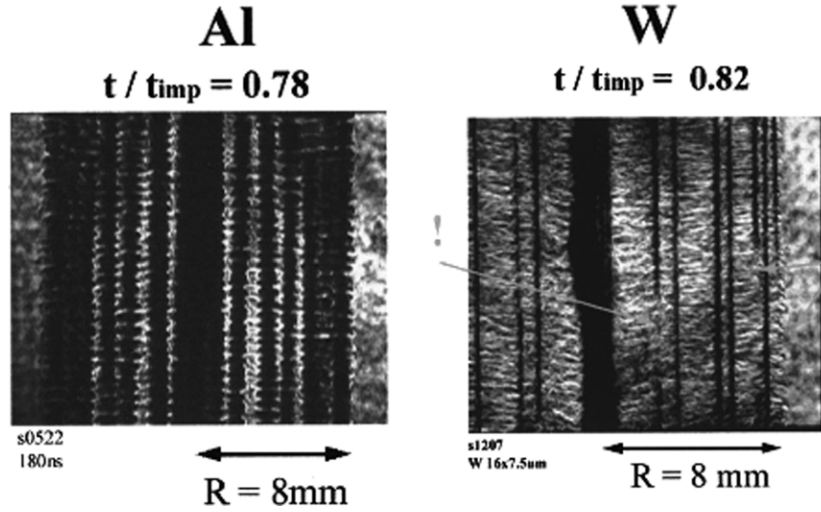 Al
t / timp = 0.78
s0522
180ns
R = 8mm
W
t / timp = 0.82
!
s1207
W 16x7.5um
R = 8 mm